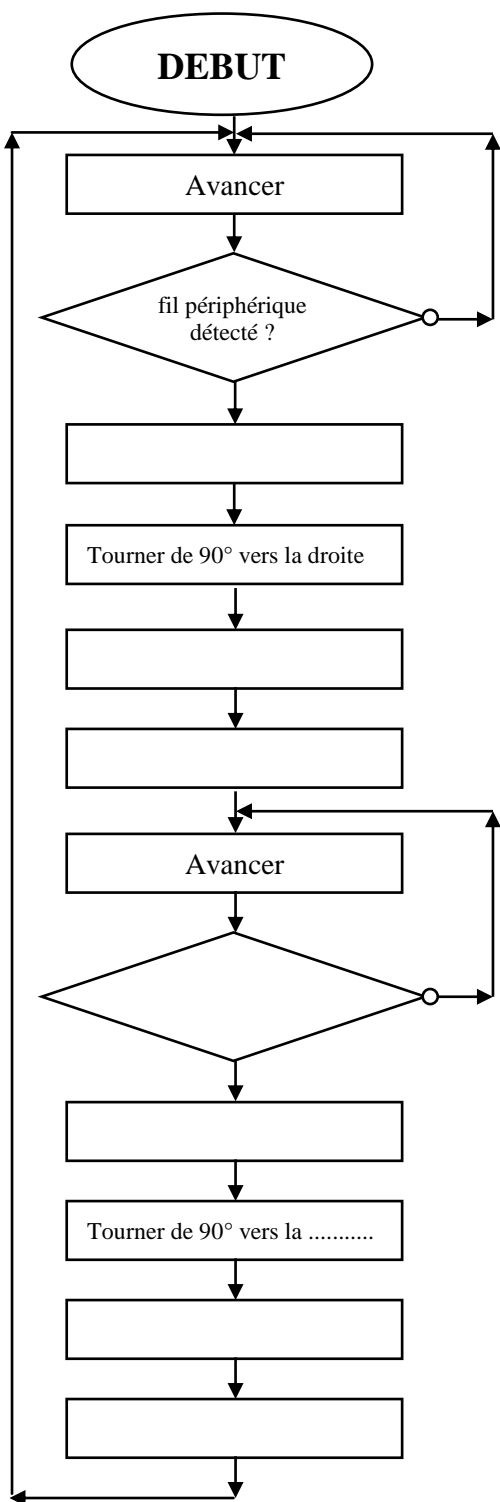 DEBUT
Avancer
fil périphérique
détecté ?
Tourner de 90° vers la droite
Avancer
Tourner de 90° vers la ...........